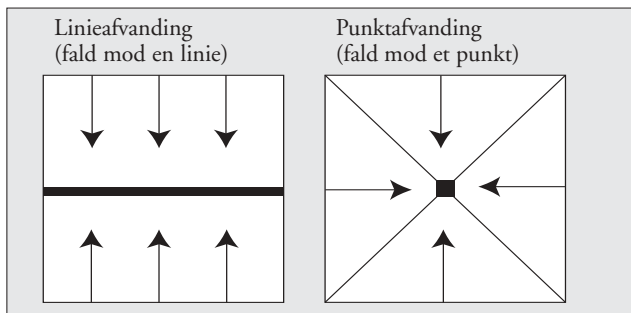 Linieafvanding
(fald mod en linie)
Punktafvanding
(fald mod et punkt)